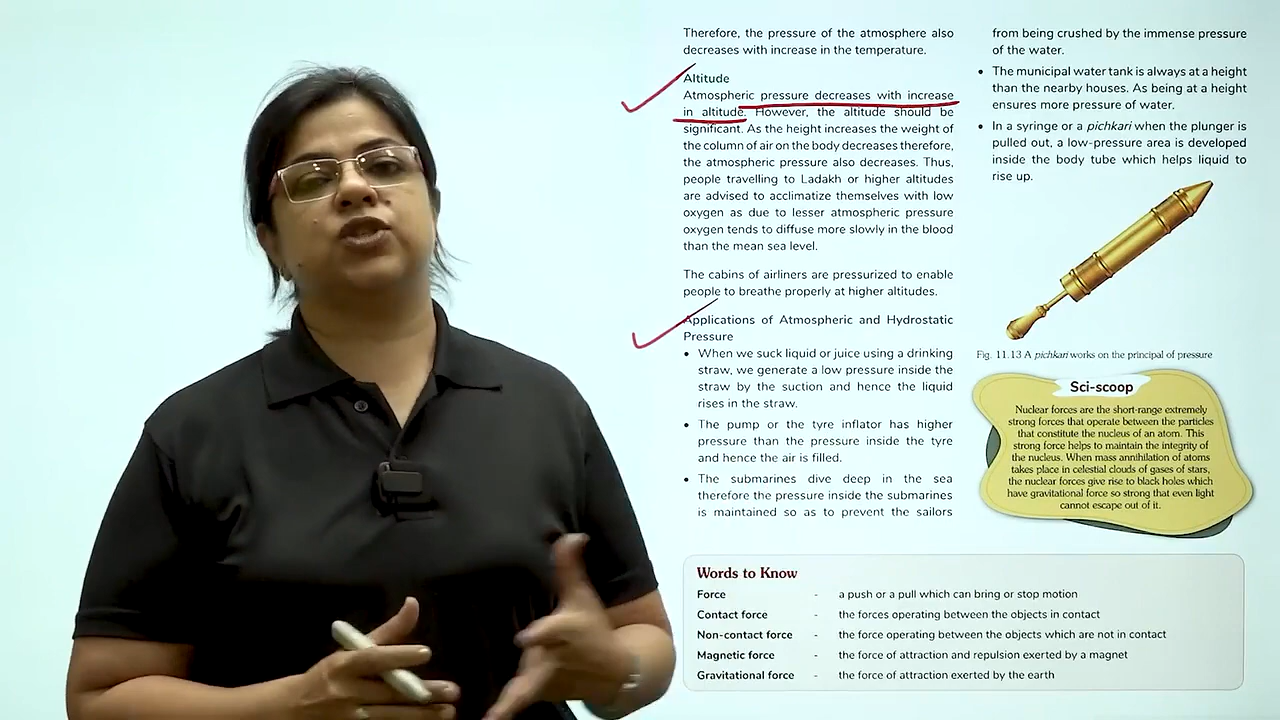 Therefore, the pressure of the atmosphere also
decreases with increase in the temperature.
Altitude
Atmospheric pressure decreases with increase
in altitude. However, the altitude should be
significant. As the height increases the weight of
the column of air on the body decreases therefore,
the atmospheric pressure also decreases. Thus,
people travelling to Ladakh or higher altitudes
are advised to acclimatize themselves with low
oxygen as due to lesser atmospheric pressure
oxygen tends to diffuse more slowly in the blood
than the mean sea level.
The cabins of airliners are pressurized to enable
people to breathe properly at higher altitudes.
Applications of Atmospheric and Hydrostatic
Pressure
• When we suck liquid or juice using a drinking
straw, we generate a low pressure inside the
straw by the suction and hence the liquid
rises in the straw.
• The pump or the tyre inflator has higher
pressure than the pressure inside the tyre
and hence the air is filled.
• The submarines dive deep in the sea
therefore the pressure inside the submarines
is maintained so as to prevent the sailors
from being crushed by the immense pressure
of the water.
• The municipal water tank is always at a height
than the nearby houses. As being at a height
ensures more pressure of water.
• In a syringe or a pichkari when the plunger is
pulled out, a low-pressure area is developed
inside the body tube which helps liquid to
rise up.
Fig. 11.13 A pichkari works on the principal of pressure
Sci-scoop
Nuclear forces are the short-range extremely
strong forces that operate between the particles
that constitute the nucleus of an atom. This
strong force helps to maintain the integrity of
the nucleus. When mass annihilation of atoms
takes place in celestial clouds of gases of stars,
the nuclear forces give rise to black holes which
have gravitational force so strong that even light
cannot escape out of it.
Words to Know
Force - a push or a pull which can bring or stop motion
Contact force - the forces operating between the objects in contact
Non-contact force - the force operating between the objects which are not in contact
Magnetic force - the force of attraction and repulsion exerted by a magnet
Gravitational force - the force of attraction exerted by the earth